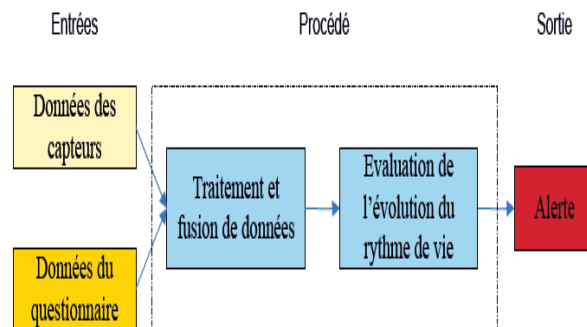 Entrées
Procédé
Sortie
Données des
capteurs
Traitement et
fusion de données
Evaluation de
l'évolution du
rythme de vie
Alerte
Données du
questionnaire